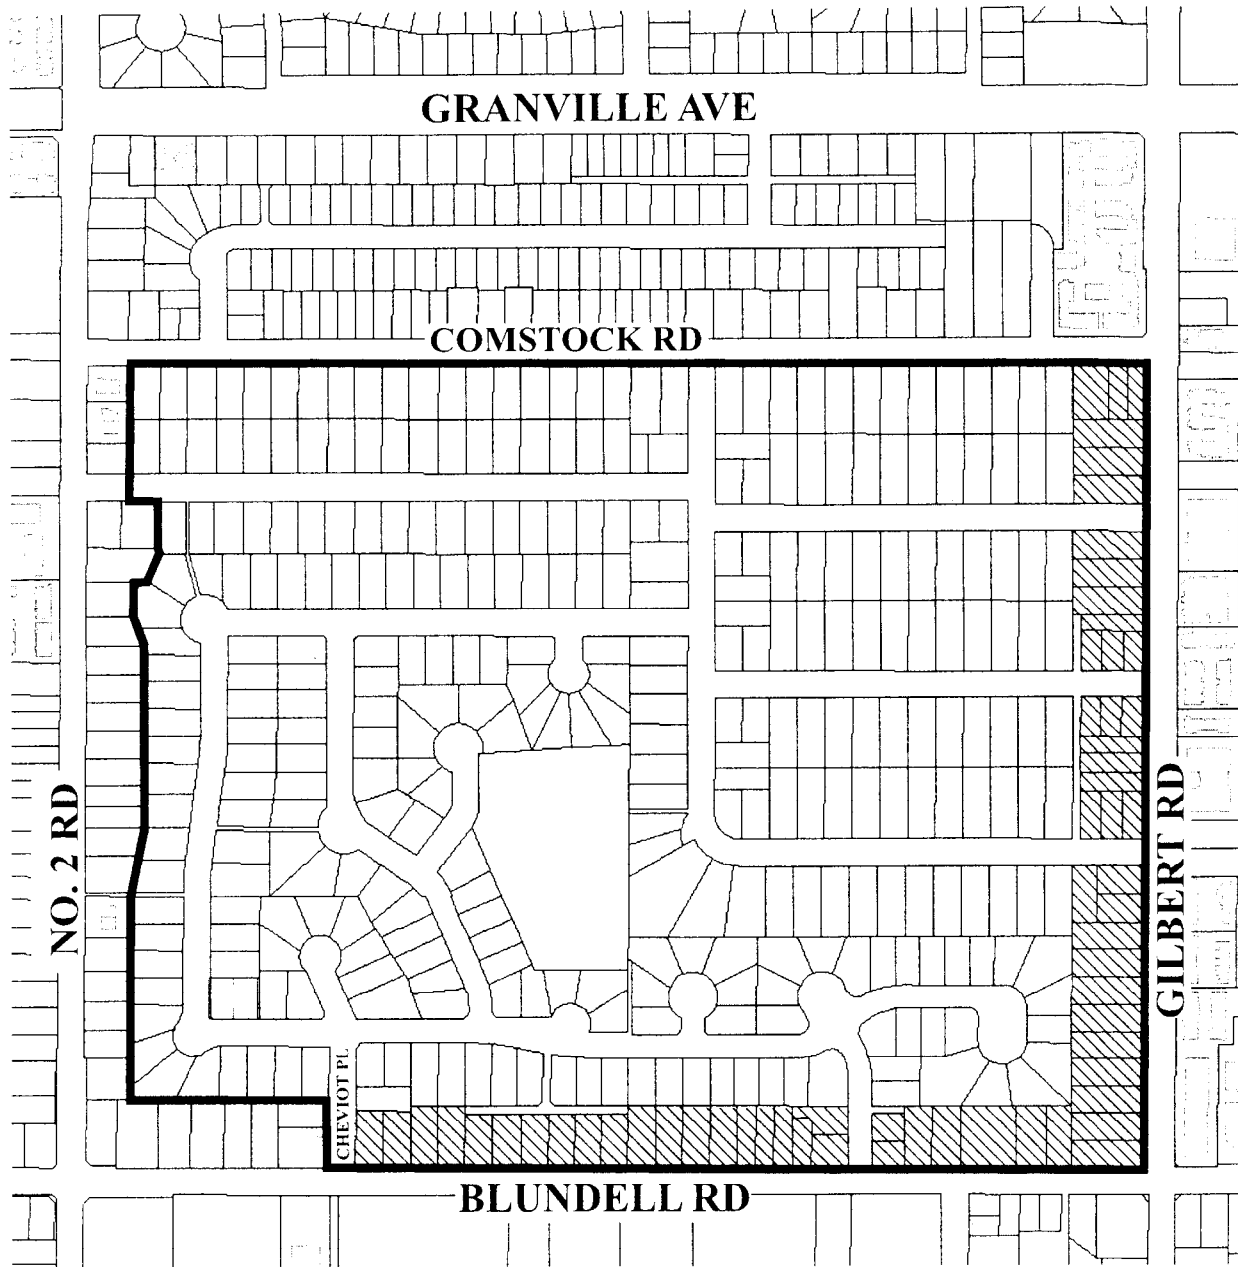 GRANVILLE AVE
COMSTOCK RD
NO. 2 RD
GILBERT RD
CHEVIOT PL
BLUNDELL RD